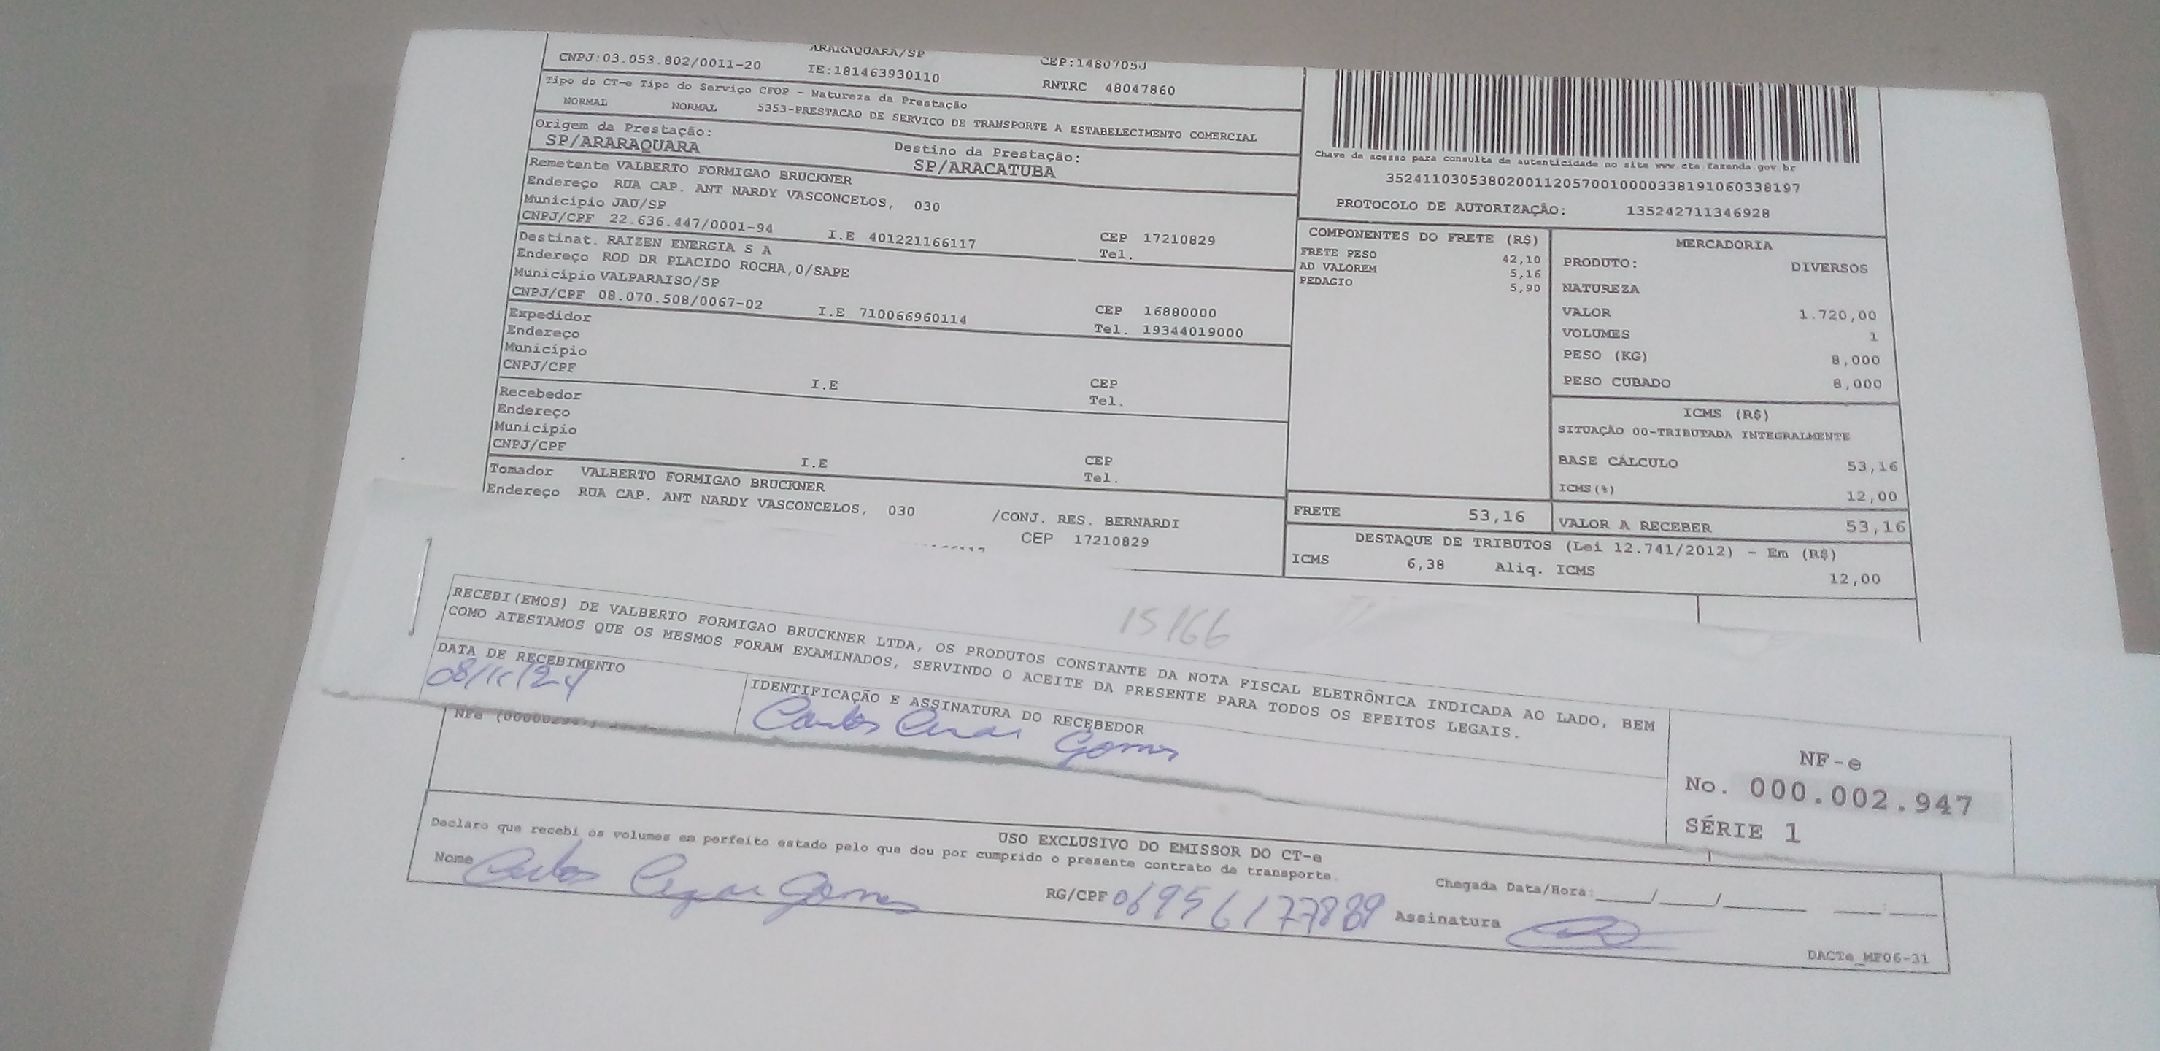 ARARAQUARA/SP CEP:14807050
CNPJ:03.053.802/0011-20 IE:181463930110 RNTRC 48047860
Tipo do CT-e Tipo do Serviço CFOP - Natureza da Prestação
NORMAL NORMAL 5353-PRESTACAO DE SERVICO DE TRANSPORTE A ESTABELECIMENTO COMERCIAL
Origem da Prestação: Destino da Prestação:
SP/ARARAQUARA SP/ARACATUBA
Remetente VALBERTO FORMIGAO BRUCKNER
Endereço RUA CAP. ANT NARDY VASCONCELOS, 030
Município JAU/SP CEP 17210829
CNPJ/CPF 22.636.447/0001-94 I.E 401221166117 Tel.
Destinat. RAIZEN ENERGIA S A
Endereço ROD DR PLACIDO ROCHA,0/SAPE
Município VALPARAISO/SP CEP 16880000
CNPJ/CPF 08.070.508/0067-02 I.E 710066960114 Tel. 19344019000
Expedidor
Endereço
Município CEP
CNPJ/CPF I.E Tel.
Recebedor
Endereço
Município CEP
CNPJ/CPF I.E Tel.
Tomador VALBERTO FORMIGAO BRUCKNER
Endereço RUA CAP. ANT NARDY VASCONCELOS, 030 /CONJ. RES. BERNARDI
CEP 17210829
Chave de acesso para consulta de autenticidade no site www.cte.fazenda.gov.br
35241103053802001120570010000338191060338197
PROTOCOLO DE AUTORIZAÇÃO: 135242711346928
COMPONENTES DO FRETE (R$)
FRETE PESO 42,10
AD VALOREM 5,16
PEDAGIO 5,90
MERCADORIA
PRODUTO: DIVERSOS
NATUREZA
VALOR 1.720,00
VOLUMES 1
PESO (KG) 8,000
PESO CUBADO 8,000
ICMS (R$)
SITUAÇÃO 00-TRIBUTADA INTEGRALMENTE
BASE CÁLCULO 53,16
ICMS(%) 12,00
FRETE 53,16 VALOR A RECEBER 53,16
DESTAQUE DE TRIBUTOS (Lei 12.741/2012) - Em (R$)
ICMS 6,38 Aliq. ICMS 12,00
15166
RECEBI(EMOS) DE VALBERTO FORMIGAO BRUCKNER LTDA, OS PRODUTOS CONSTANTE DA NOTA FISCAL ELETRÔNICA INDICADA AO LADO, BEM
COMO ATESTAMOS QUE OS MESMOS FORAM EXAMINADOS, SERVINDO O ACEITE DA PRESENTE PARA TODOS OS EFEITOS LEGAIS.
DATA DE RECEBIMENTO
08/11/24
IDENTIFICAÇÃO E ASSINATURA DO RECEBEDOR
Carlos Cesar Gomes
NF-e
No. 000.002.947
SÉRIE 1
USO EXCLUSIVO DO EMISSOR DO CT-e
Declaro que recebi os volumes em perfeito estado pelo que dou por cumprido o presente contrato de transporte.
Nome Carlos Cezar Gomes RG/CPF 06956177889 Assinatura
Chegada Data/Hora: ____/____/______ ___:___
DACTe_MF06-31